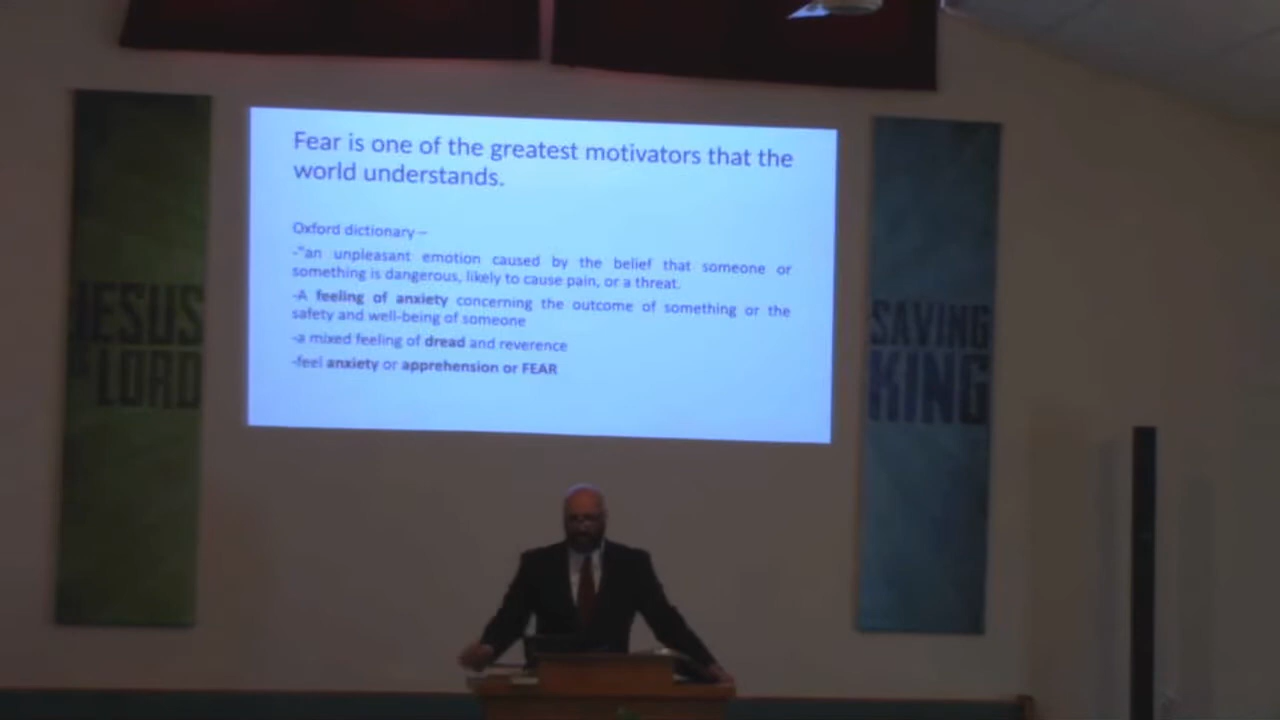 Fear is one of the greatest motivators that the
world understands.
Oxford dictionary –
-"an unpleasant emotion caused by the belief that someone or
something is dangerous, likely to cause pain, or a threat.
-A feeling of anxiety concerning the outcome of something or the
safety and well-being of someone
-a mixed feeling of dread and reverence
-feel anxiety or apprehension or FEAR
JESUS
LORD
SAVING
KING